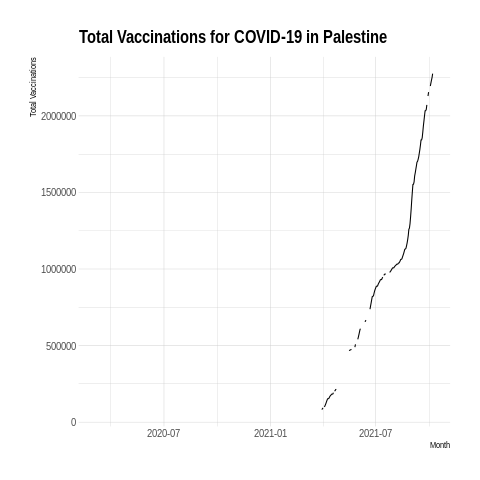 Total Vaccinations for COVID-19 in Palestine
Total Vaccinations
2000000
1500000
1000000
500000
0
2020-07
2021-01
2021-07
Month